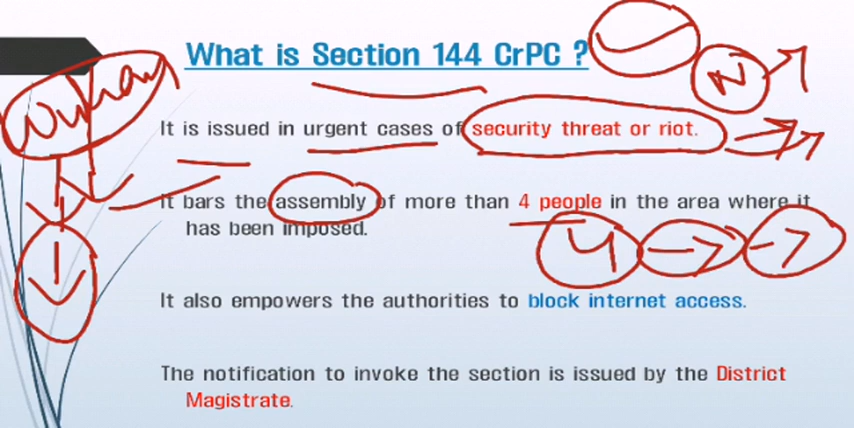 What is Section 144 CrPC ?
Wuhan
N
It is issued in urgent cases of security threat or riot.
It bars the assembly of more than 4 people in the area where it
has been imposed.
4
It also empowers the authorities to block internet access.
The notification to invoke the section is issued by the District
Magistrate.